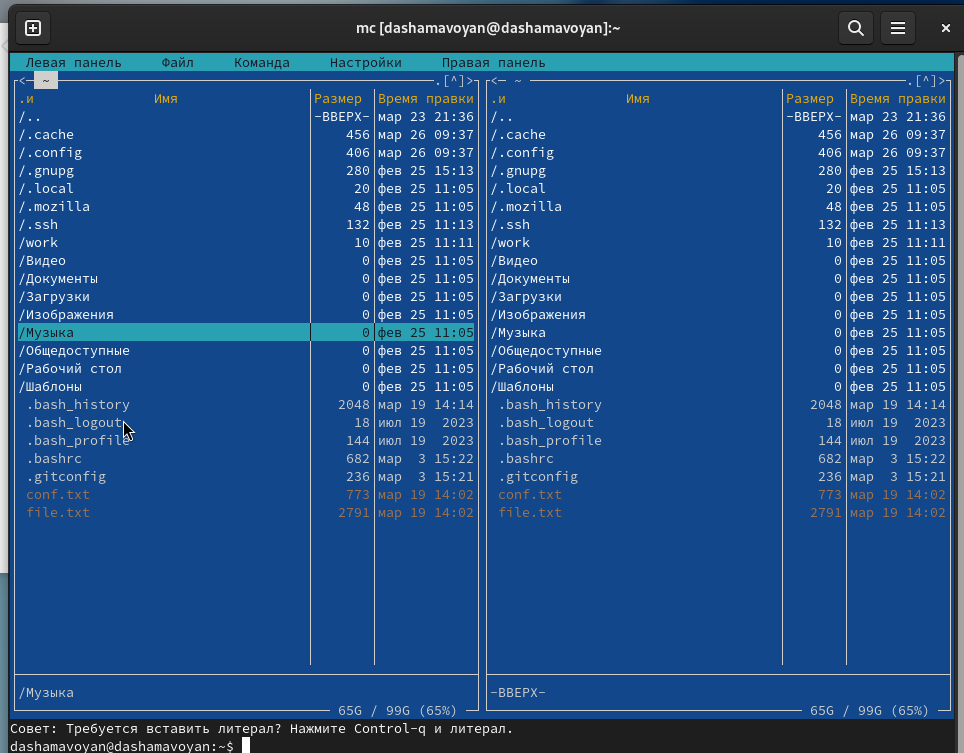 mc [dashamavoyan@dashamavoyan]:~
Левая панель Файл Команда Настройки Правая панель
<─ ~ .[^]> <─ ~ .[^]>
.и Имя Размер Время правки .и Имя Размер Время правки
/.. -ВВЕРХ- мар 23 21:36 /.. -ВВЕРХ- мар 23 21:36
/.cache 456 мар 26 09:37 /.cache 456 мар 26 09:37
/.config 406 мар 26 09:37 /.config 406 мар 26 09:37
/.gnupg 280 фев 25 15:13 /.gnupg 280 фев 25 15:13
/.local 20 фев 25 11:05 /.local 20 фев 25 11:05
/.mozilla 48 фев 25 11:05 /.mozilla 48 фев 25 11:05
/.ssh 132 фев 25 11:13 /.ssh 132 фев 25 11:13
/work 10 фев 25 11:11 /work 10 фев 25 11:11
/Видео 0 фев 25 11:05 /Видео 0 фев 25 11:05
/Документы 0 фев 25 11:05 /Документы 0 фев 25 11:05
/Загрузки 0 фев 25 11:05 /Загрузки 0 фев 25 11:05
/Изображения 0 фев 25 11:05 /Изображения 0 фев 25 11:05
/Музыка 0 фев 25 11:05 /Музыка 0 фев 25 11:05
/Общедоступные 0 фев 25 11:05 /Общедоступные 0 фев 25 11:05
/Рабочий стол 0 фев 25 11:05 /Рабочий стол 0 фев 25 11:05
/Шаблоны 0 фев 25 11:05 /Шаблоны 0 фев 25 11:05
.bash_history 2048 мар 19 14:14 .bash_history 2048 мар 19 14:14
.bash_logout 18 июл 19 2023 .bash_logout 18 июл 19 2023
.bash_profile 144 июл 19 2023 .bash_profile 144 июл 19 2023
.bashrc 682 мар 3 15:22 .bashrc 682 мар 3 15:22
.gitconfig 236 мар 3 15:21 .gitconfig 236 мар 3 15:21
conf.txt 773 мар 19 14:02 conf.txt 773 мар 19 14:02
file.txt 2791 мар 19 14:02 file.txt 2791 мар 19 14:02
/Музыка -ВВЕРХ-
65G / 99G (65%) 65G / 99G (65%)
Совет: Требуется вставить литерал? Нажмите Control-q и литерал.
dashamavoyan@dashamavoyan:~$